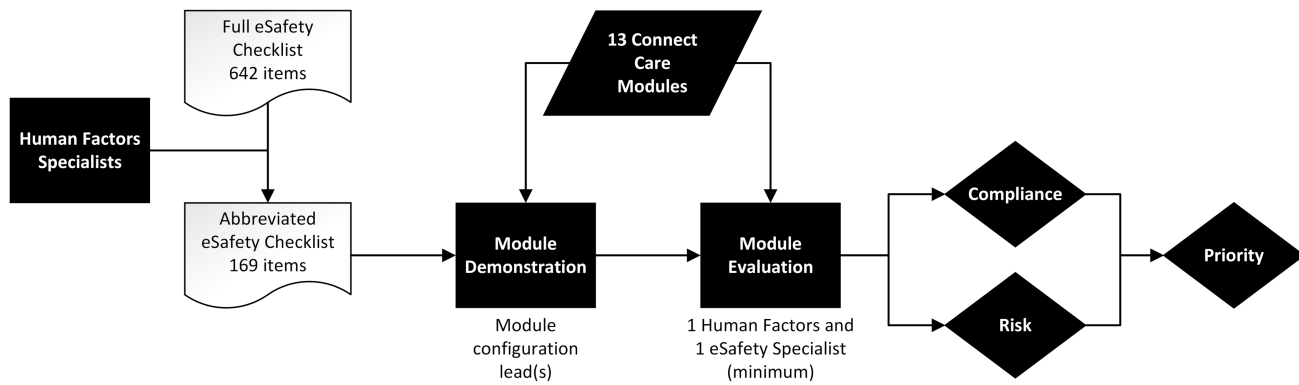 Full eSafety
Checklist
642 items
13 Connect
Care
Modules
Human Factors
Specialists
Abbreviated
eSafety Checklist
169 items
Module
Demonstration
Module
configuration
lead(s)
Module
Evaluation
1 Human Factors and
1 eSafety Specialist
(minimum)
Compliance
Risk
Priority